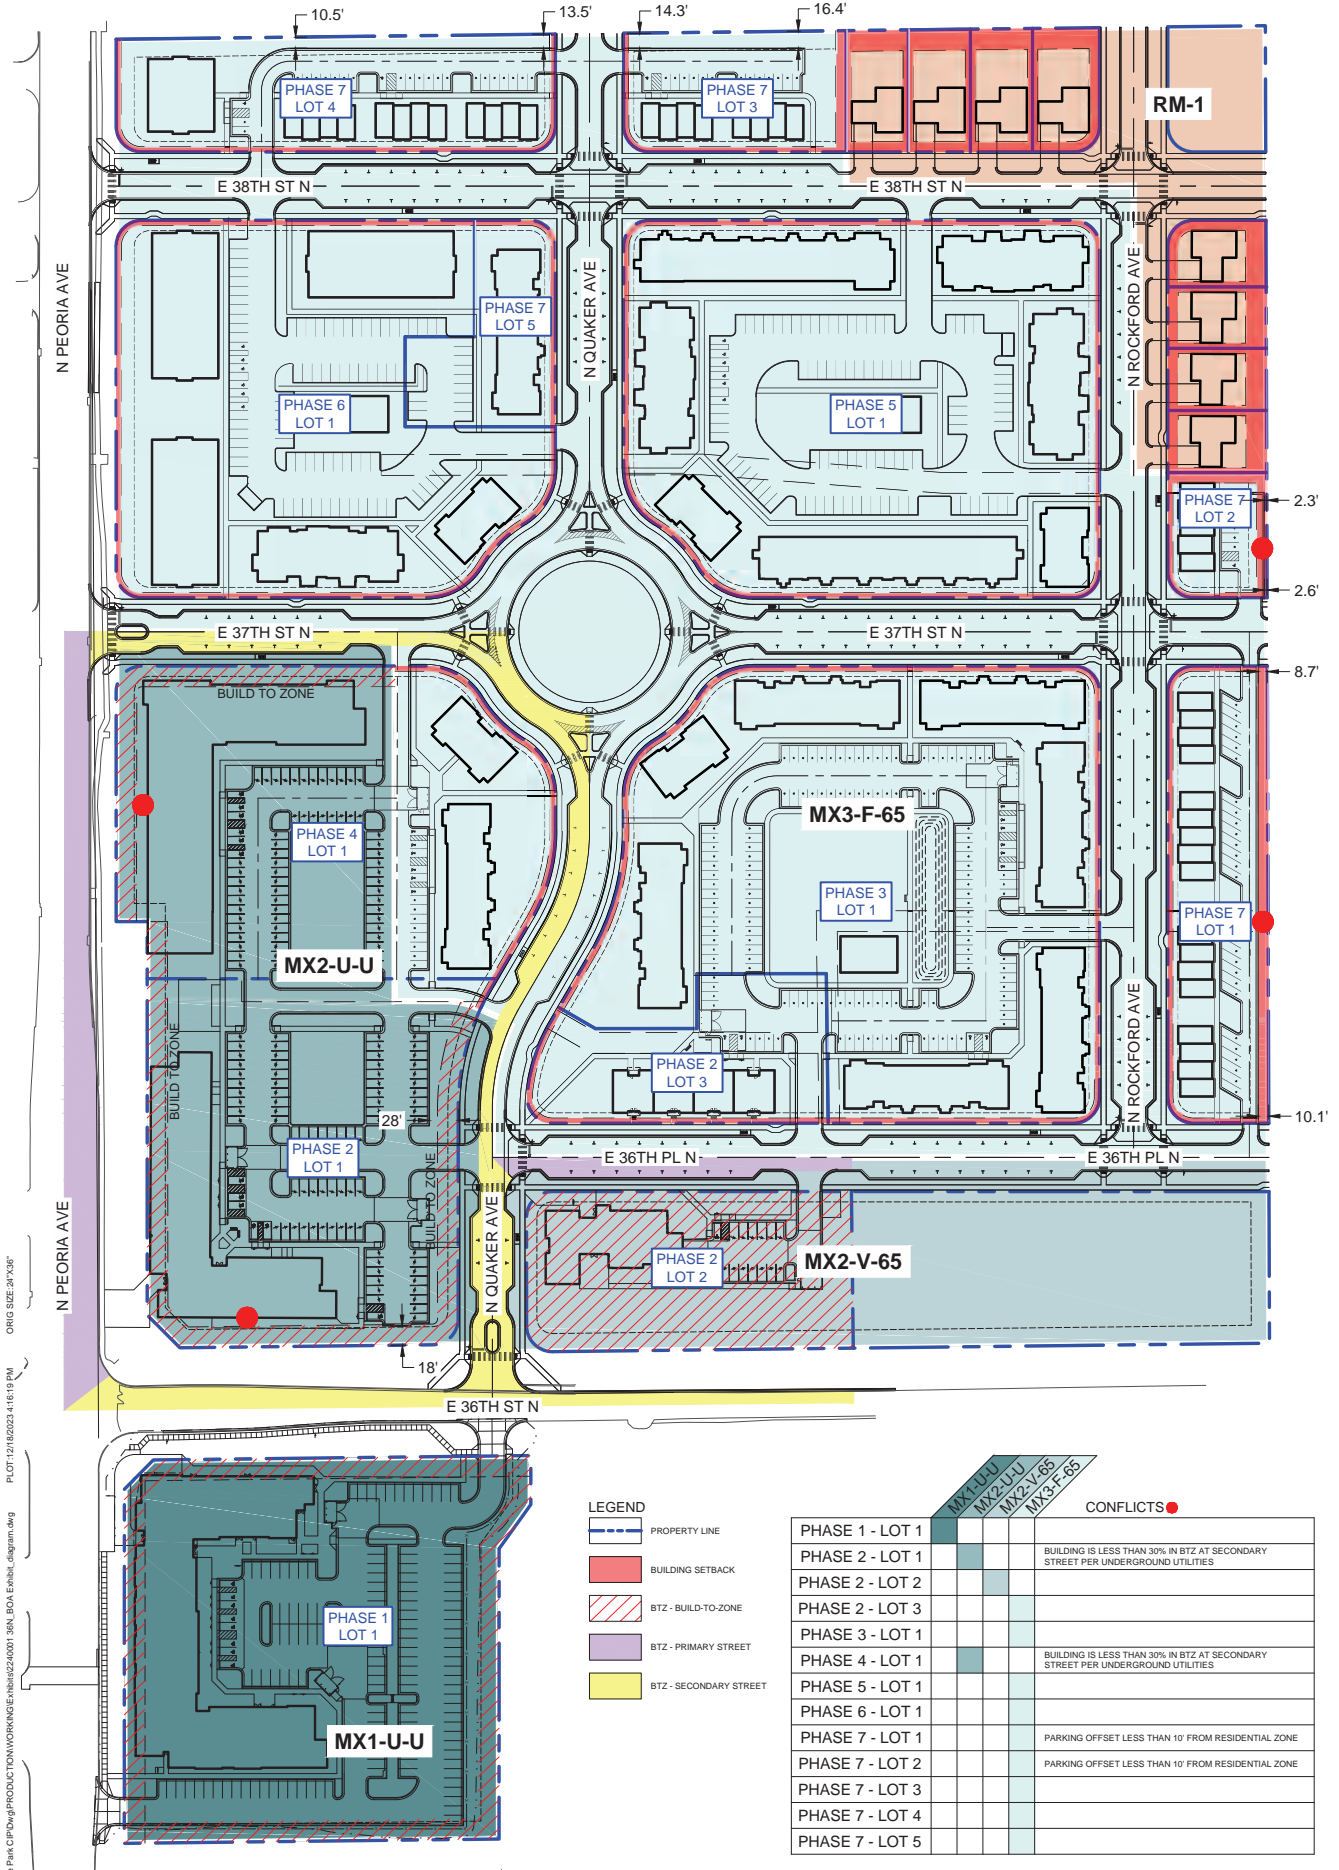 10.5'
13.5'
14.3'
16.4'
PHASE 7
LOT 4
PHASE 7
LOT 3
RM-1
E 38TH ST N
E 38TH ST N
N PEORIA AVE
N QUAKER AVE
N ROCKFORD AVE
PHASE 7
LOT 5
PHASE 6
LOT 1
PHASE 5
LOT 1
PHASE 7
LOT 2
2.3'
2.6'
E 37TH ST N
E 37TH ST N
8.7'
BUILD TO ZONE
PHASE 4
LOT 1
MX3-F-65
PHASE 3
LOT 1
PHASE 7
LOT 1
MX2-U-U
BUILD TO ZONE
N ROCKFORD AVE
PHASE 2
LOT 3
28'
10.1'
PHASE 2
LOT 1
BUILD TO ZONE
E 36TH PL N
E 36TH PL N
N PEORIA AVE
N QUAKER AVE
PHASE 2
LOT 2
MX2-V-65
18'
E 36TH ST N
PHASE 1
LOT 1
MX1-U-U
ORIG SIZE:24"X36"
PLOT:12/18/2023 4:16:19 PM
LEGEND
PROPERTY LINE
BUILDING SETBACK
BTZ - BUILD-TO-ZONE
BTZ - PRIMARY STREET
BTZ - SECONDARY STREET
MX1-U-U
MX2-U-U
MX2-V-65
MX3-F-65
CONFLICTS
PHASE 1 - LOT 1
PHASE 2 - LOT 1
BUILDING IS LESS THAN 30% IN BTZ AT SECONDARY
STREET PER UNDERGROUND UTILITIES
PHASE 2 - LOT 2
PHASE 2 - LOT 3
PHASE 3 - LOT 1
PHASE 4 - LOT 1
BUILDING IS LESS THAN 30% IN BTZ AT SECONDARY
STREET PER UNDERGROUND UTILITIES
PHASE 5 - LOT 1
PHASE 6 - LOT 1
PHASE 7 - LOT 1
PARKING OFFSET LESS THAN 10' FROM RESIDENTIAL ZONE
PHASE 7 - LOT 2
PARKING OFFSET LESS THAN 10' FROM RESIDENTIAL ZONE
PHASE 7 - LOT 3
PHASE 7 - LOT 4
PHASE 7 - LOT 5